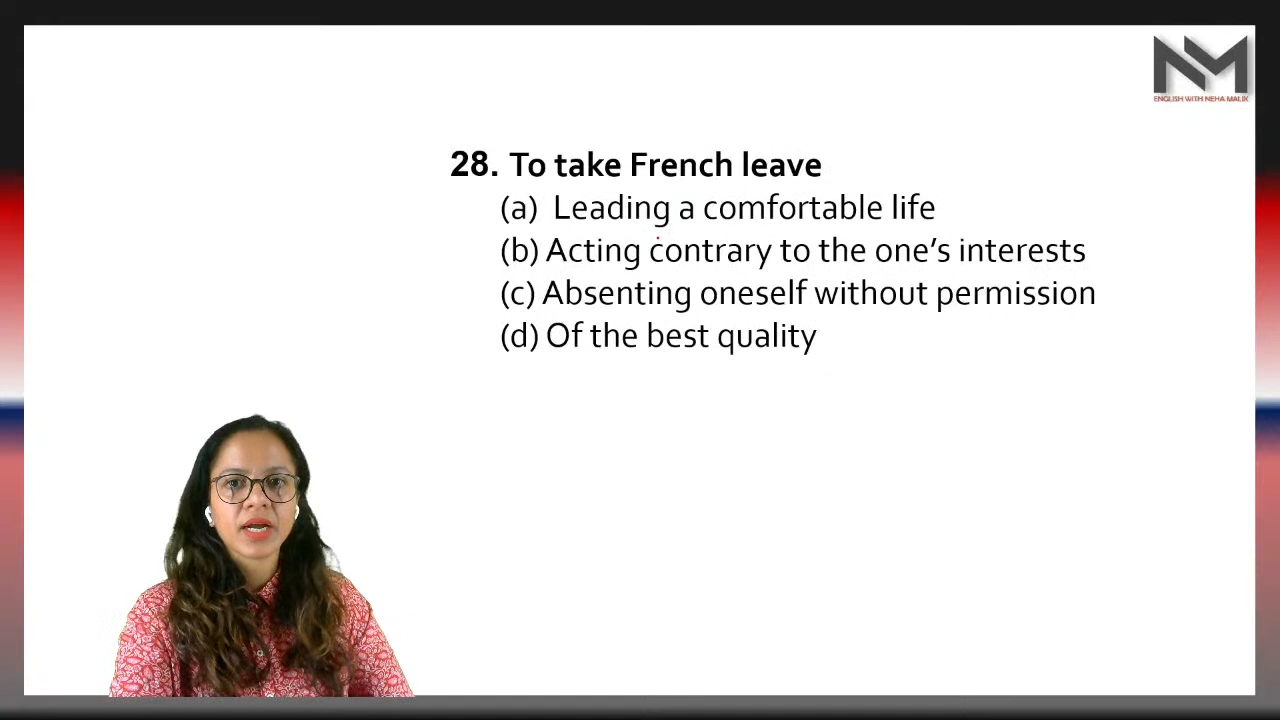 NM
ENGLISH WITH NEHA MALIK
28. To take French leave
(a) Leading a comfortable life
(b) Acting contrary to the one's interests
(c) Absenting oneself without permission
(d) Of the best quality